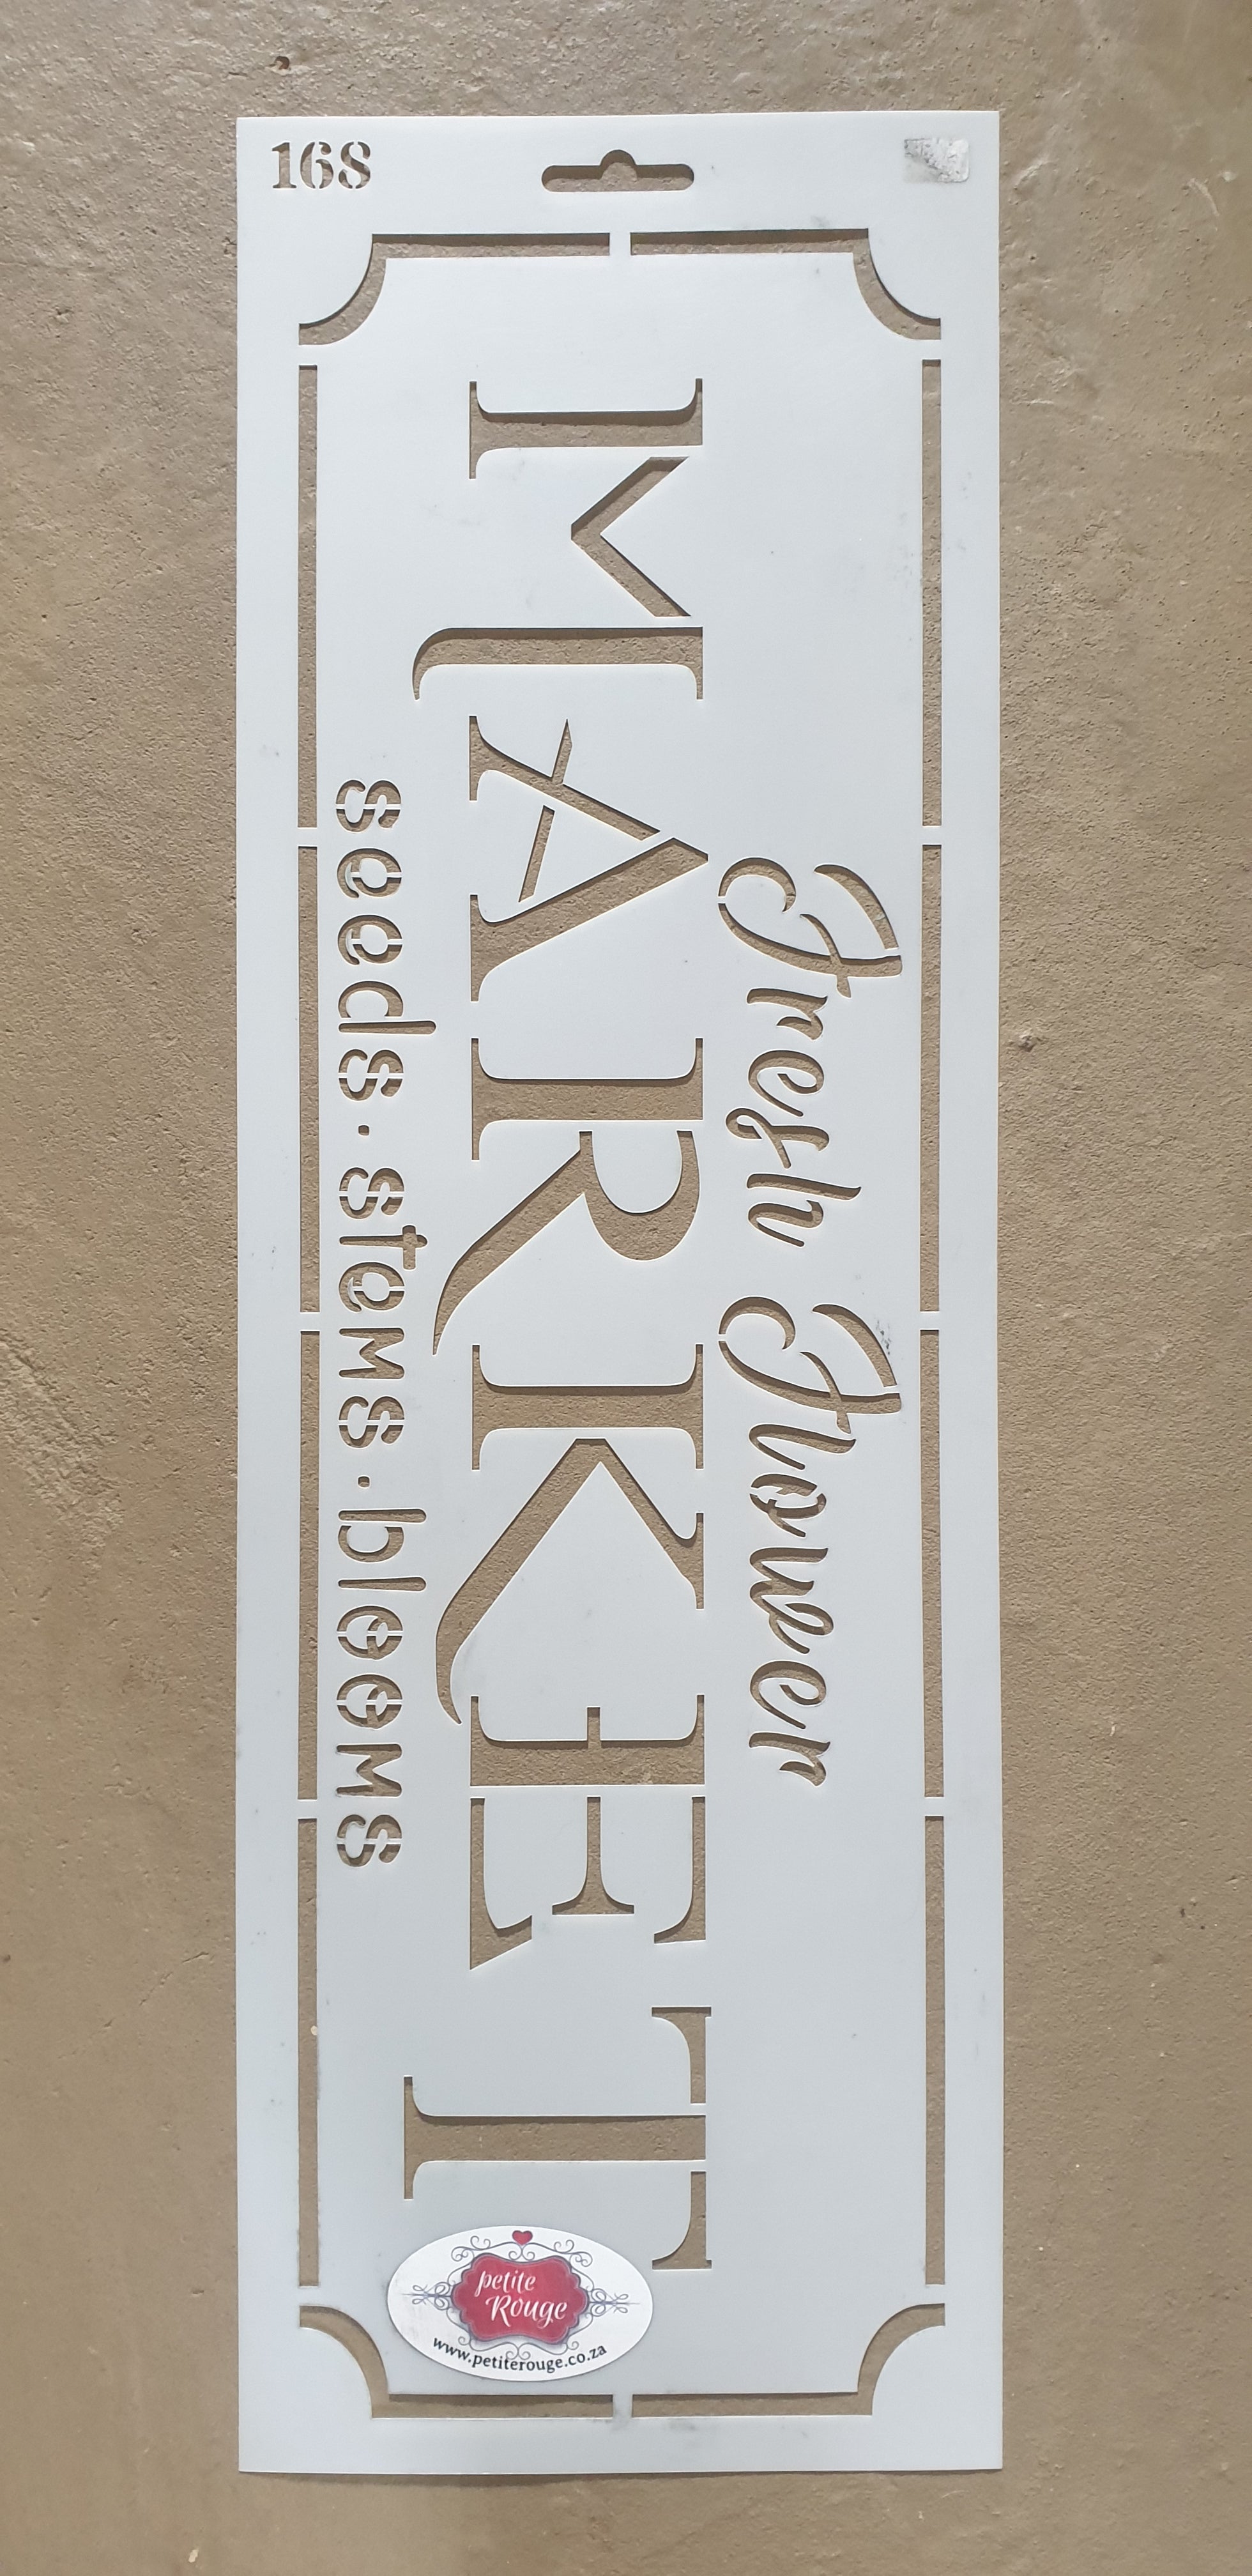 168
Fresh Flower
MARKET
seeds.stems.blooms
petite
Rouge
www.petiterouge.co.za